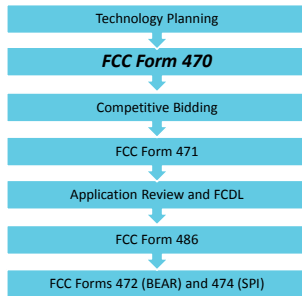 Technology Planning
FCC Form 470
Competitive Bidding
FCC Form 471
Application Review and FCDL
FCC Form 486
FCC Forms 472 (BEAR) and 474 (SPI)